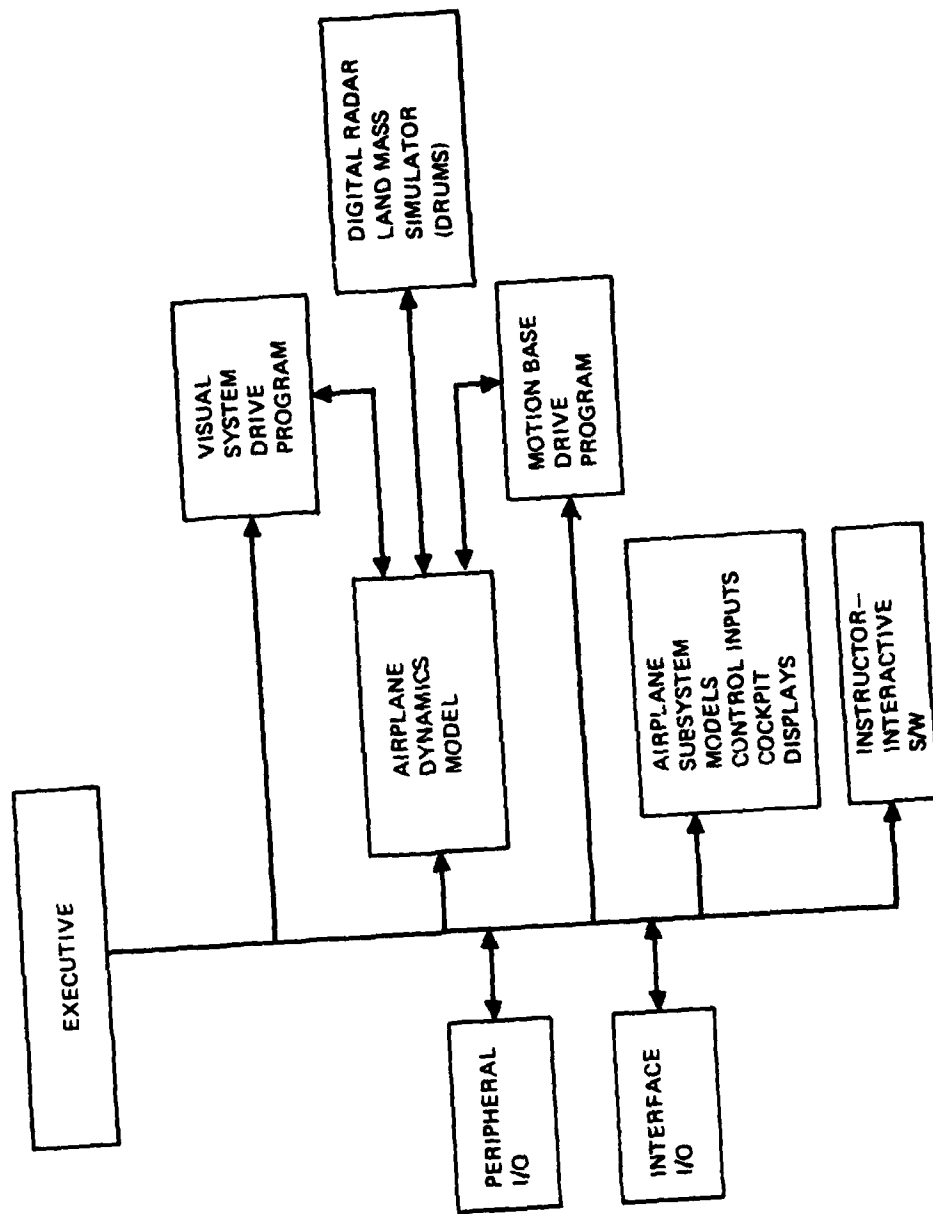 EXECUTIVE
VISUAL
SYSTEM
DRIVE
PROGRAM
DIGITAL RADAR
LAND MASS
SIMULATOR
(DRUMS)
AIRPLANE
DYNAMICS
MODEL
MOTION BASE
DRIVE
PROGRAM
PERIPHERAL
I/O
INTERFACE
I/O
AIRPLANE
SUBSYSTEM
MODELS
CONTROL INPUTS
COCKPIT
DISPLAYS
INSTRUCTOR–
INTERACTIVE
S/W